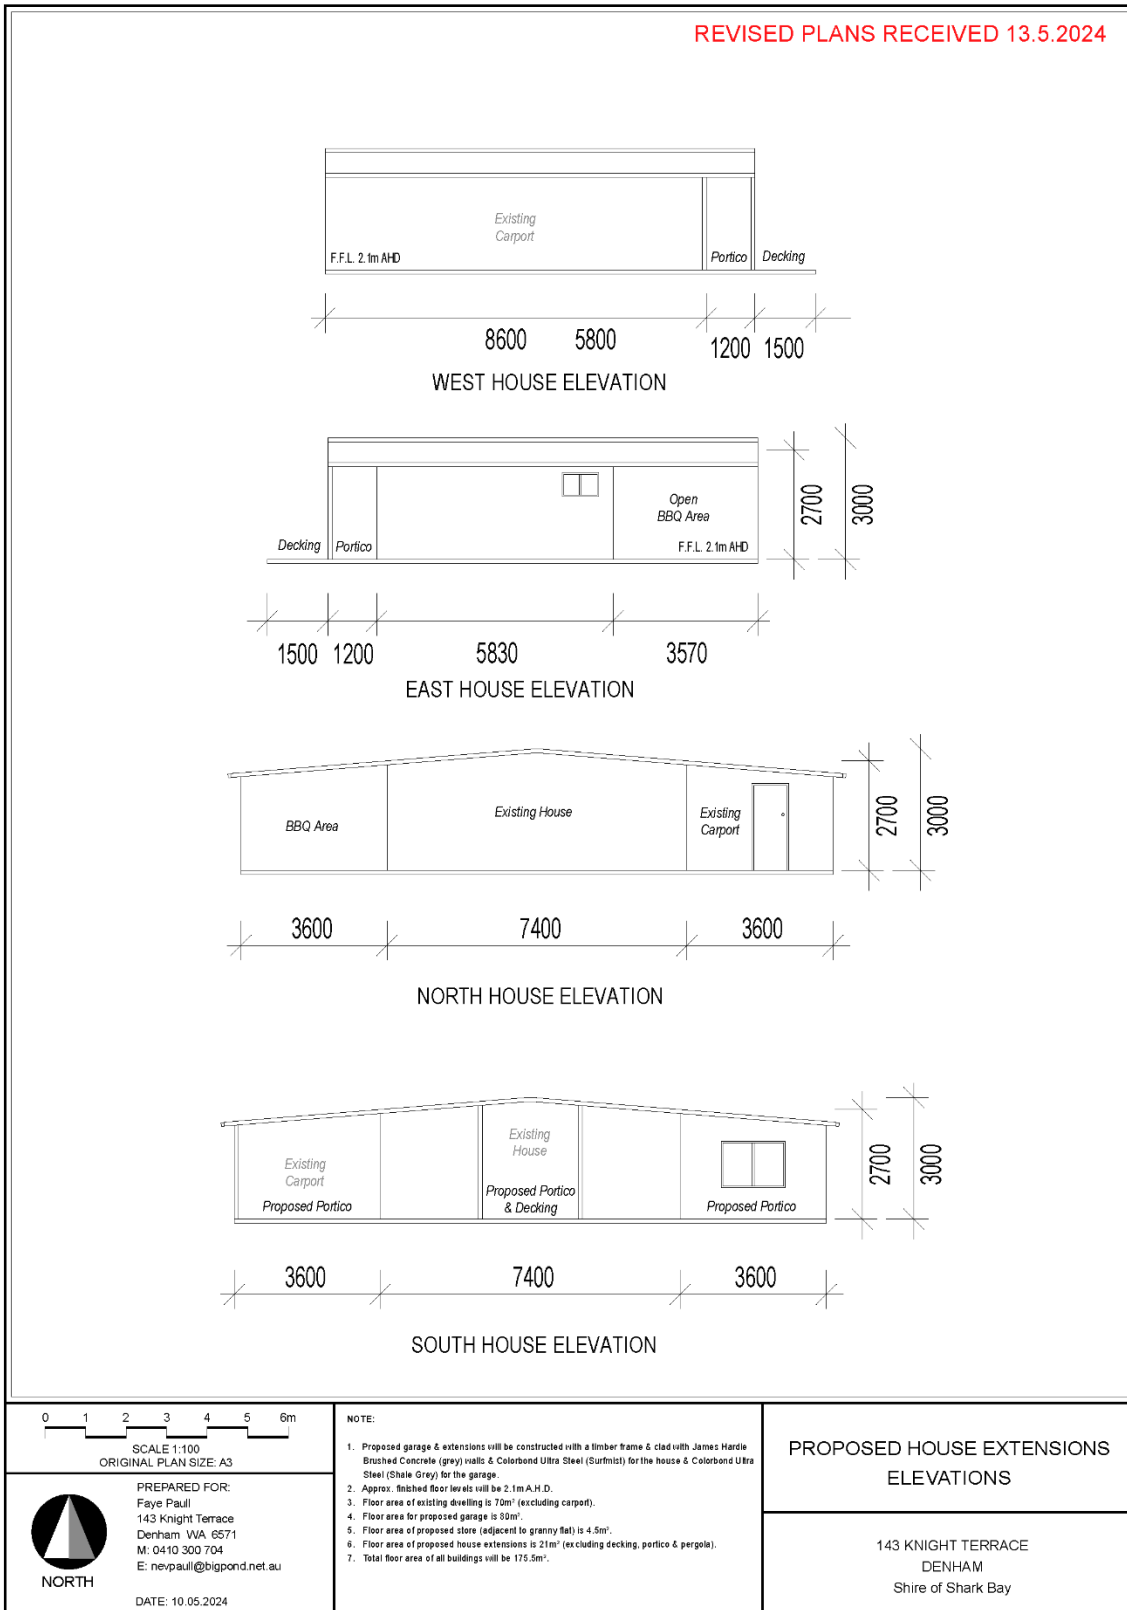 REVISED PLANS RECEIVED 13.5.2024
Existing
Carport
F.F.L. 2.1m AHD
Portico
Decking
8600
5800
1200
1500
WEST HOUSE ELEVATION
Open
BBQ Area
Decking
Portico
F.F.L. 2.1m AHD
2700
3000
1500
1200
5830
3570
EAST HOUSE ELEVATION
BBQ Area
Existing House
Existing
Carport
2700
3000
3600
7400
3600
NORTH HOUSE ELEVATION
Existing
Carport
Proposed Portico
Existing
House
Proposed Portico
& Decking
Proposed Portico
2700
3000
3600
7400
3600
SOUTH HOUSE ELEVATION
0 1 2 3 4 5 6m
SCALE 1:100
ORIGINAL PLAN SIZE: A3
NORTH
PREPARED FOR:
Faye Paull
143 Knight Terrace
Denham WA 6571
M: 0410 300 704
E: nevpaull@bigpond.net.au
DATE: 10.05.2024
NOTE:
1. Proposed garage & extensions will be constructed with a timber frame & clad with James Hardie
Brushed Concrete (grey) walls & Colorbond Ultra Steel (Surfmist) for the house & Colorbond Ultra
Steel (Shale Grey) for the garage.
2. Approx. finished floor levels will be 2.1m A.H.D.
3. Floor area of existing dwelling is 70m² (excluding carport).
4. Floor area for proposed garage is 80m².
5. Floor area of proposed store (adjacent to granny flat) is 4.5m².
6. Floor area of proposed house extensions is 21m² (excluding decking, portico & pergola).
7. Total floor area of all buildings will be 175.5m².
PROPOSED HOUSE EXTENSIONS
ELEVATIONS
143 KNIGHT TERRACE
DENHAM
Shire of Shark Bay